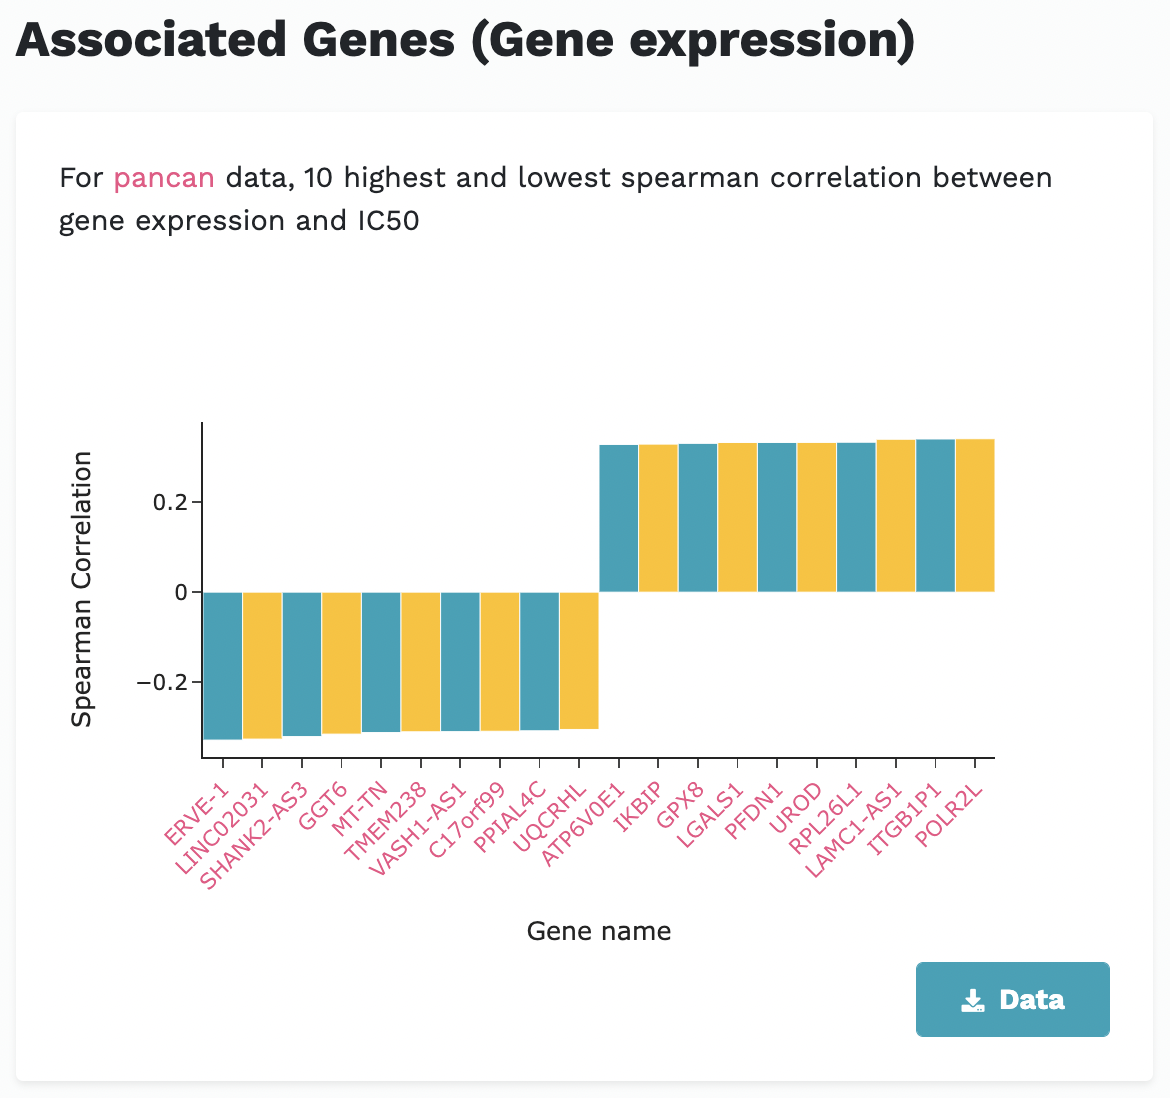 Associated Genes (Gene expression)
For pancan data, 10 highest and lowest spearman correlation between
gene expression and IC50
Spearman Correlation
0.2
0
−0.2
ERVE-1
LINC02031
SHANK2-AS3
GGT6
MT-TN
TMEM238
VASH1-AS1
C17orf99
PPIAL4C
UQCRHL
ATP6V0E1
IKBIP
GPX8
LGALS1
PFDN1
UROD
RPL26L1
LAMC1-AS1
ITGB1P1
POLR2L
Gene name
Data